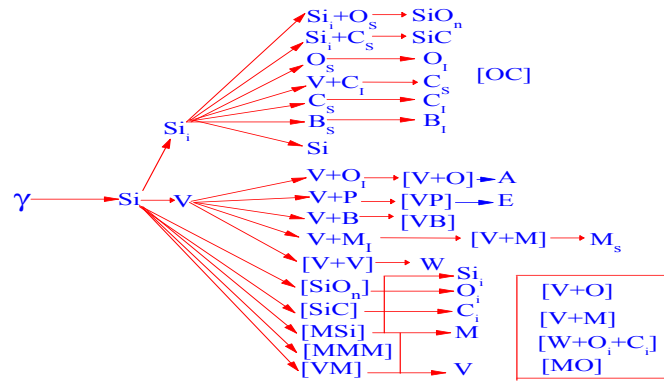 Si_i+O_S SiO_n
Si_i+C_S SiC
O_S O_I
[OC]
V+C_I C_S
C_S C_I
B_S B_I
Si_i
Si
γ Si V
V+O_I [V+O] A
V+P [VP] E
V+B [VB]
V+M_I [V+M] M_s
[V+V] W
Si_i
[SiO_n] O_i
[SiC] C_i
[MSi] M
[MMM]
[VM] V
[V+O]
[V+M]
[W+O_i+C_i]
[MO]